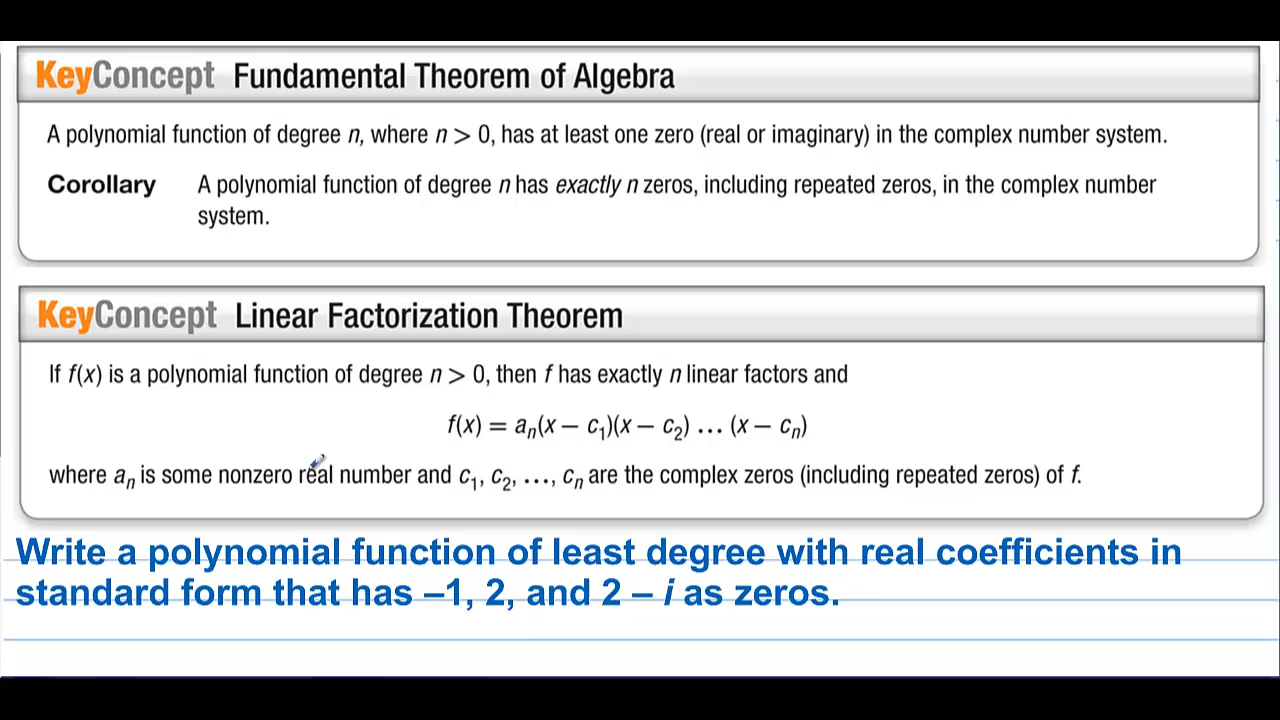 KeyConcept Fundamental Theorem of Algebra
A polynomial function of degree n, where n > 0, has at least one zero (real or imaginary) in the complex number system.
Corollary A polynomial function of degree n has exactly n zeros, including repeated zeros, in the complex number
system.
KeyConcept Linear Factorization Theorem
If f(x) is a polynomial function of degree n > 0, then f has exactly n linear factors and
f(x) = aₙ(x − c₁)(x − c₂) … (x − cₙ)
where aₙ is some nonzero real number and c₁, c₂, …, cₙ are the complex zeros (including repeated zeros) of f.
Write a polynomial function of least degree with real coefficients in
standard form that has –1, 2, and 2 – i as zeros.